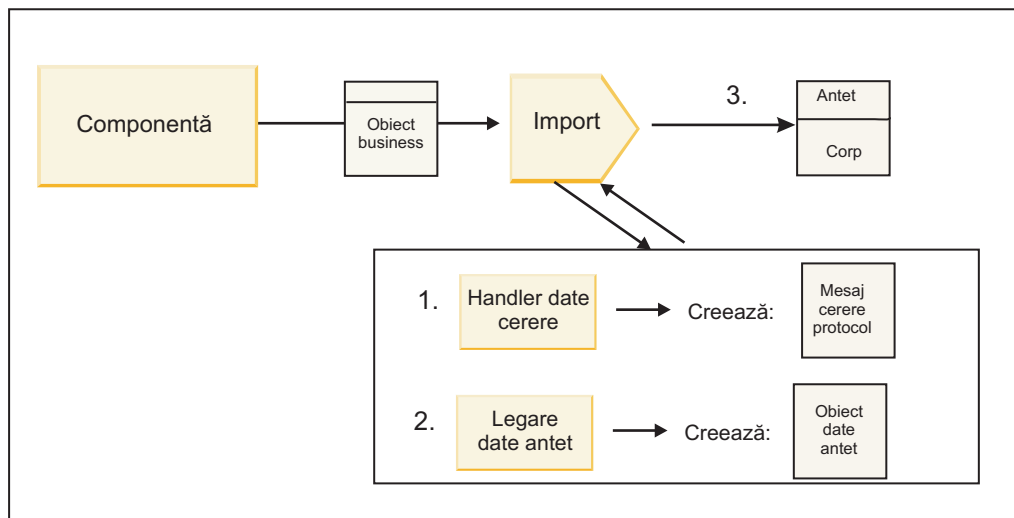 Componentă
Obiect
business
Import
3.
Antet
Corp
1.
Handler date
cerere
Creează:
Mesaj
cerere
protocol
2.
Legare
date antet
Creează:
Obiect
date
antet